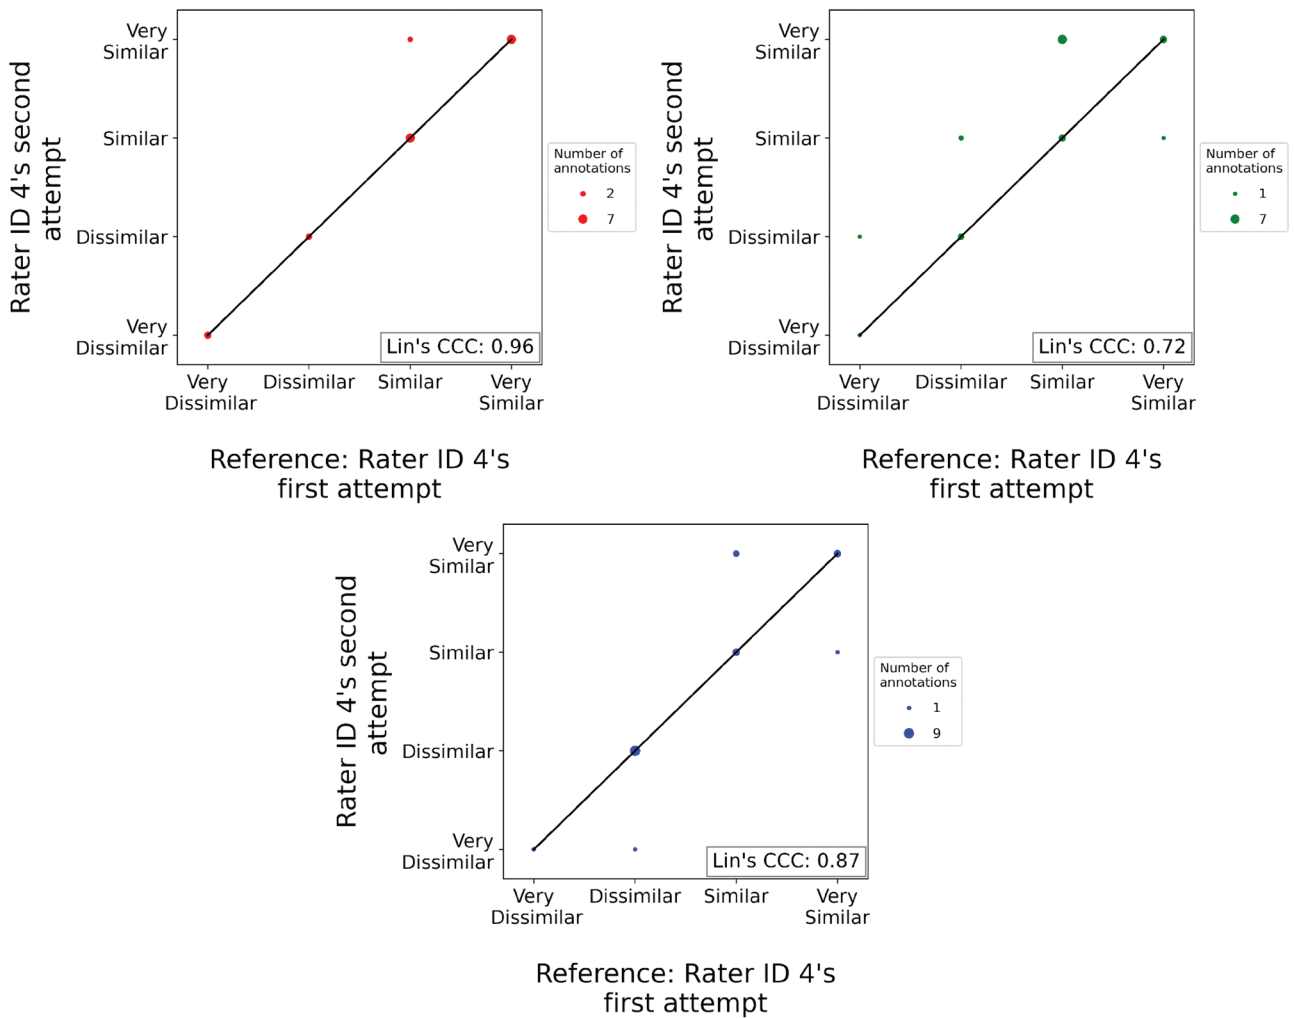 Rater ID 4's second
attempt
Very
Similar
Similar
Dissimilar
Very
Dissimilar
Number of
annotations
2
7
Lin's CCC: 0.96
Very
Dissimilar
Dissimilar
Similar
Very
Similar
Reference: Rater ID 4's
first attempt
Rater ID 4's second
attempt
Very
Similar
Similar
Dissimilar
Very
Dissimilar
Number of
annotations
1
7
Lin's CCC: 0.72
Very
Dissimilar
Dissimilar
Similar
Very
Similar
Reference: Rater ID 4's
first attempt
Rater ID 4's second
attempt
Very
Similar
Similar
Dissimilar
Very
Dissimilar
Number of
annotations
1
9
Lin's CCC: 0.87
Very
Dissimilar
Dissimilar
Similar
Very
Similar
Reference: Rater ID 4's
first attempt